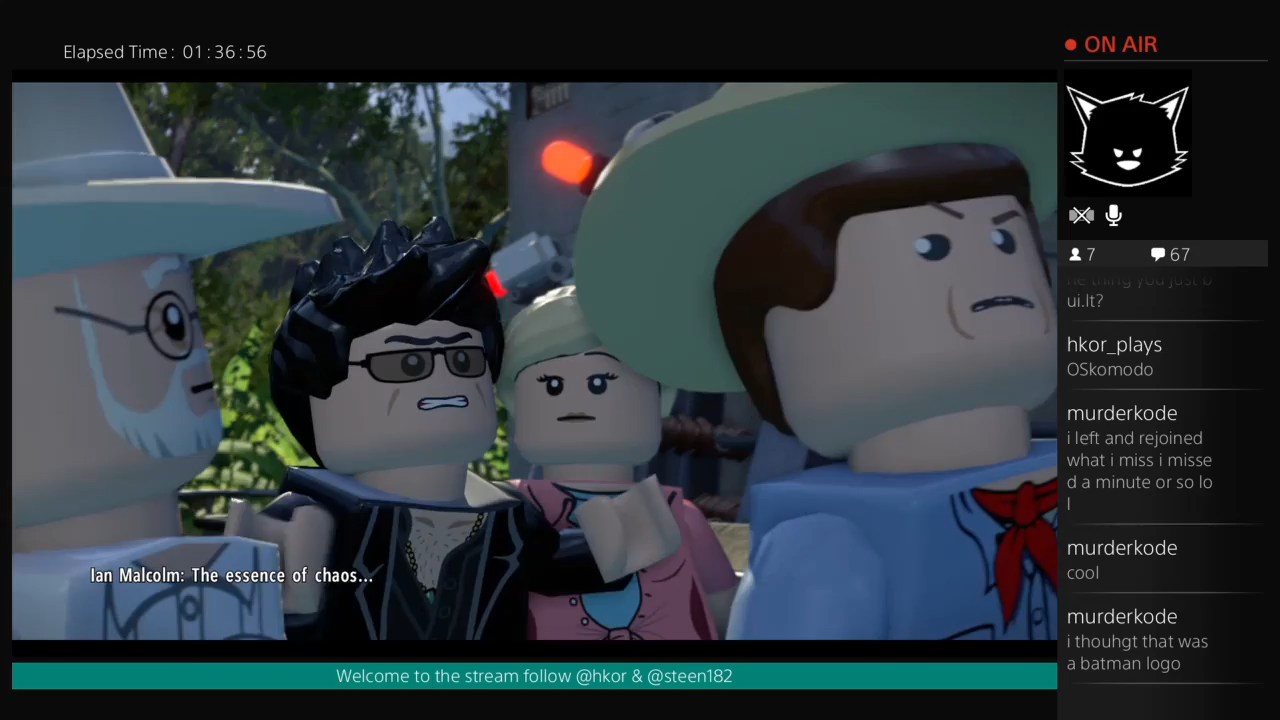 Elapsed Time: 01:36:56
ON AIR
7 67
ui.lt?
hkor_plays
OSkomodo
murderkode
i left and rejoined
what i miss i misse
d a minute or so lo
l
murderkode
cool
murderkode
i thouhgt that was
a batman logo
Ian Malcolm: The essence of chaos...
Welcome to the stream follow @hkor & @steen182